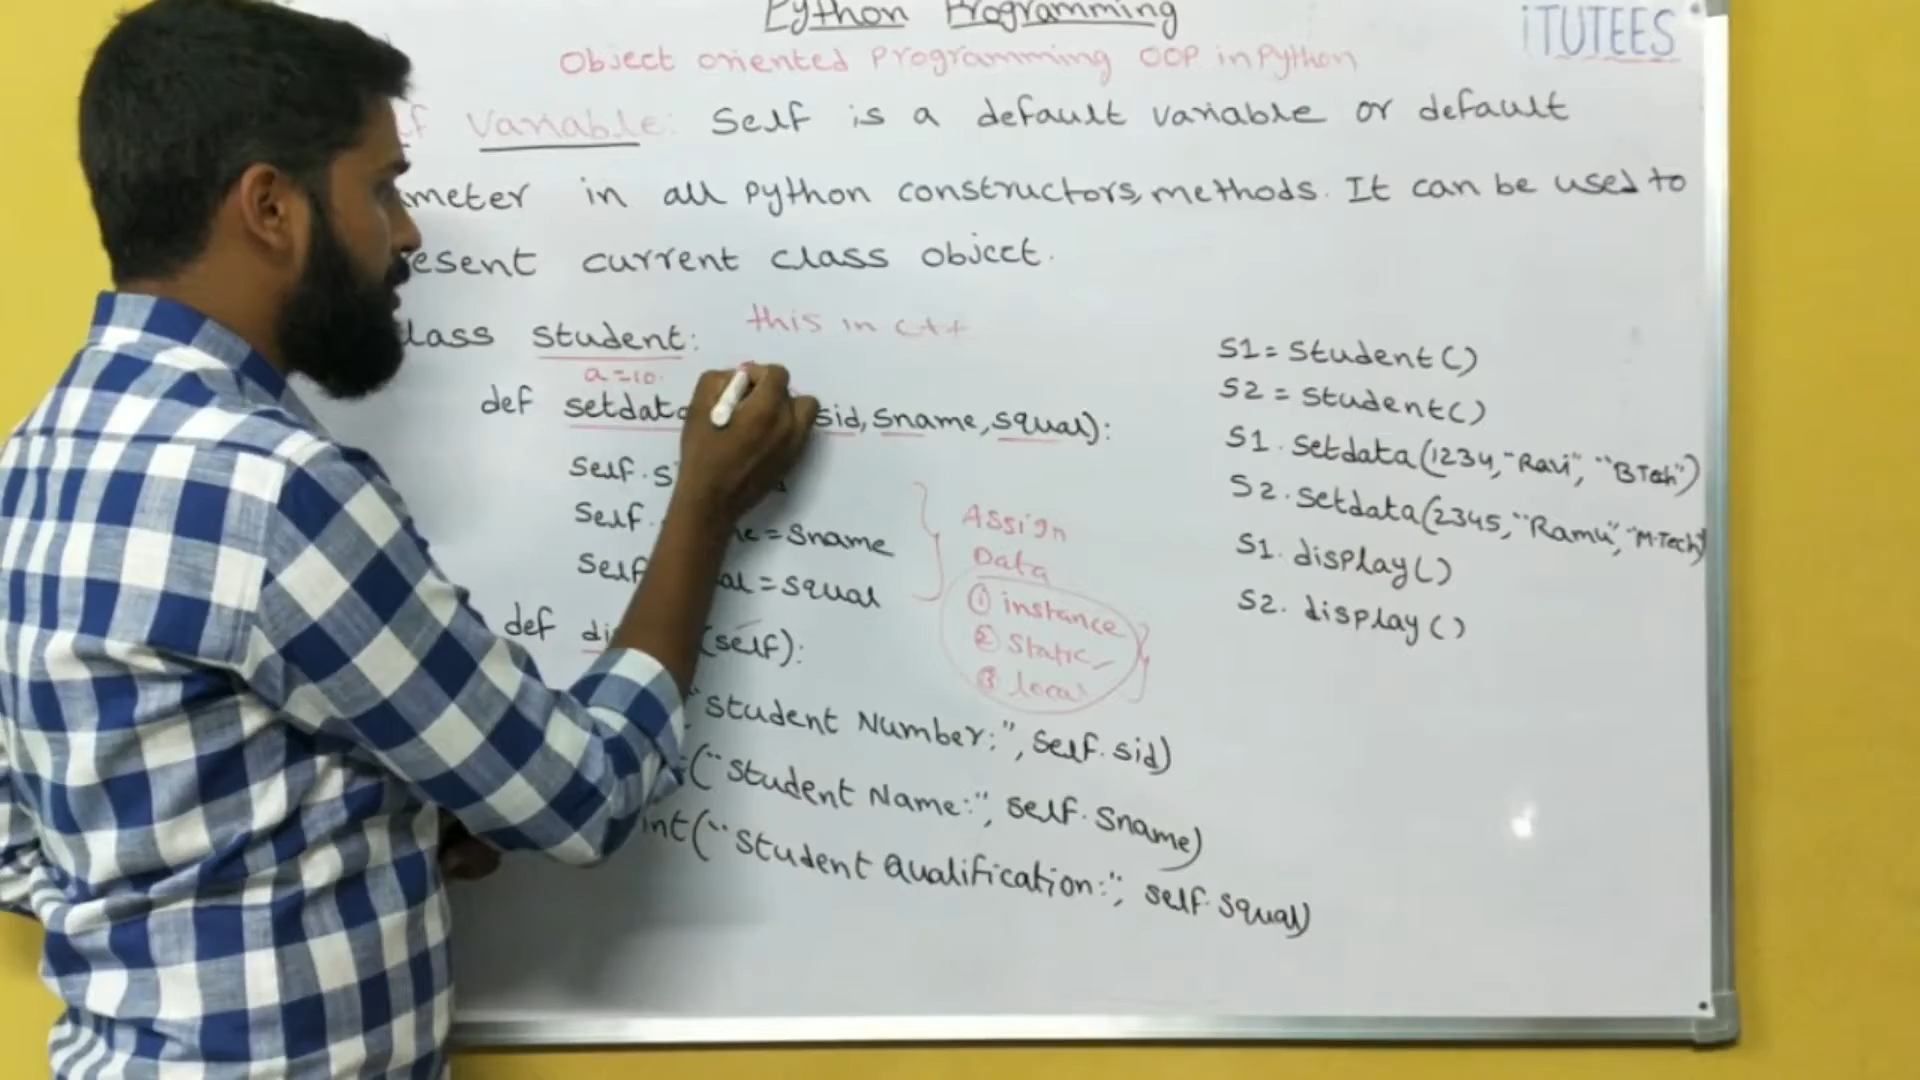 Python Programming
iTUTEES
Object oriented Programming OOP in Python
Variable: Self is a default variable or default
meter in all Python constructors, methods. It can be used to
esent current class object.
lass student:
this in C++
a=10.
def setdata sid, sname, squal):
self.s
self. = sname
self. al = squal
def di (self):
"Student Number:", self.sid)
("Student Name:", self.sname)
int("Student Qualification:", self.squal)
Assign
Data
① instance
② static
③ local
S1 = Student()
S2 = Student()
S1.setdata(1234, "Ravi", "BTech")
S2.setdata(2345, "Ramu", "M.Tech)
S1.display()
S2.display()